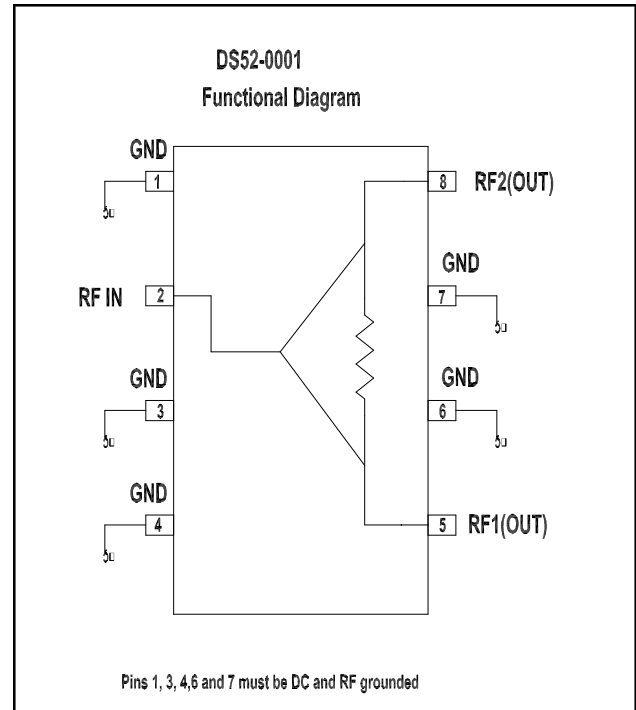 DS52-0001
Functional Diagram
GND
1
8
RF2(OUT)
RF IN
2
GND
7
GND
3
GND
6
GND
4
5
RF1(OUT)
Pins 1, 3, 4,6 and 7 must be DC and RF grounded